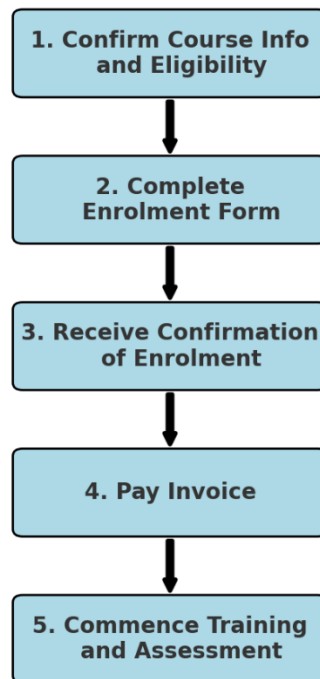 1. Confirm Course Info
and Eligibility
2. Complete
Enrolment Form
3. Receive Confirmation
of Enrolment
4. Pay Invoice
5. Commence Training
and Assessment